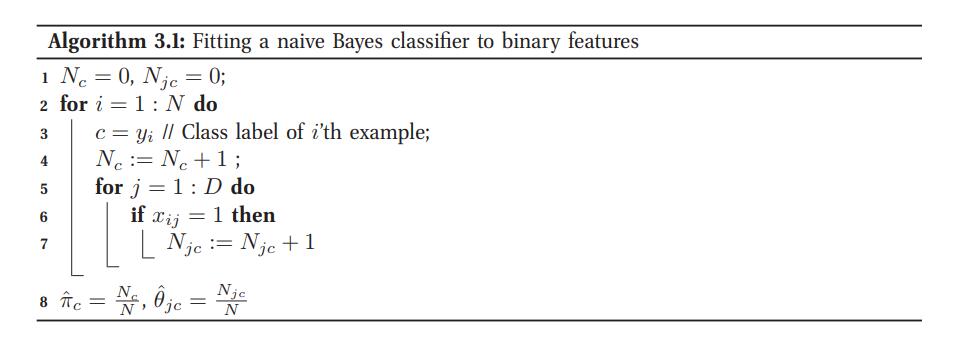 Algorithm 3.1: Fitting a naive Bayes classifier to binary features
1 N_c = 0, N_{jc} = 0;
2 for i = 1 : N do
3 c = y_i // Class label of i'th example;
4 N_c := N_c + 1 ;
5 for j = 1 : D do
6 if x_{ij} = 1 then
7 N_{jc} := N_{jc} + 1
8 \hat{π}_c = \frac{N_c}{N}, \hat{θ}_{jc} = \frac{N_{jc}}{N}